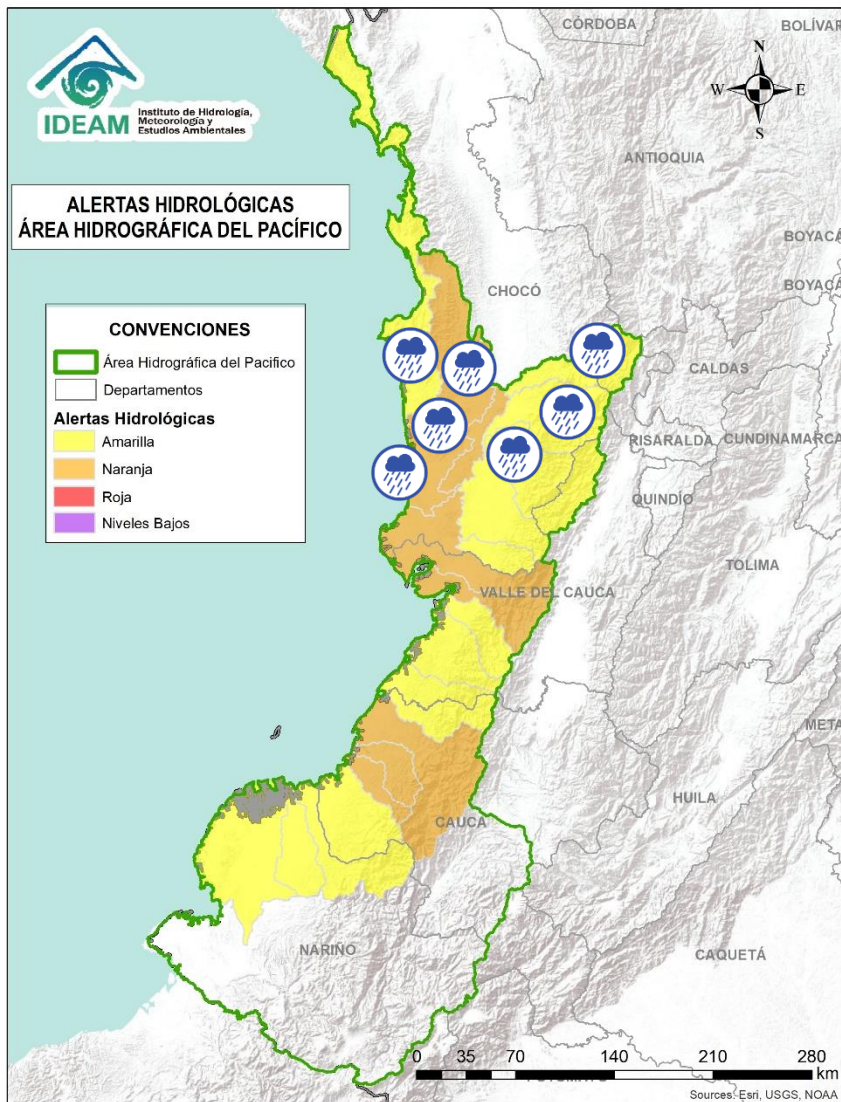 IDEAM
Instituto de Hidrología,
Meteorología y
Estudios Ambientales
ALERTAS HIDROLÓGICAS
ÁREA HIDROGRÁFICA DEL PACÍFICO
CONVENCIONES
Área Hidrográfica del Pacifico
Departamentos
Alertas Hidrológicas
Amarilla
Naranja
Roja
Niveles Bajos
CÓRDOBA
BOLÍVAR
N
W
E
S
ANTIOQUIA
BOYACÁ
BOYACÁ
CHOCÓ
CALDAS
RISARALDA
CUNDINAMARCA
QUINDÍO
TOLIMA
VALLE DEL CAUCA
META
HUILA
CAUCA
NARIÑO
CAQUETÁ
0 35 70 140 210 280
km
Sources: Esri, USGS, NOAA